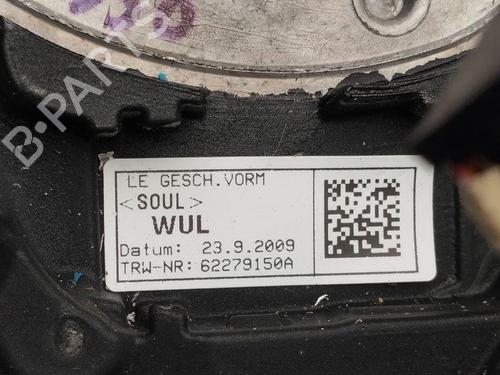 B-PARTS
LE GESCH.VORM
<SOUL>
WUL
Datum: 23.9.2009
TRW-NR: 62279150A